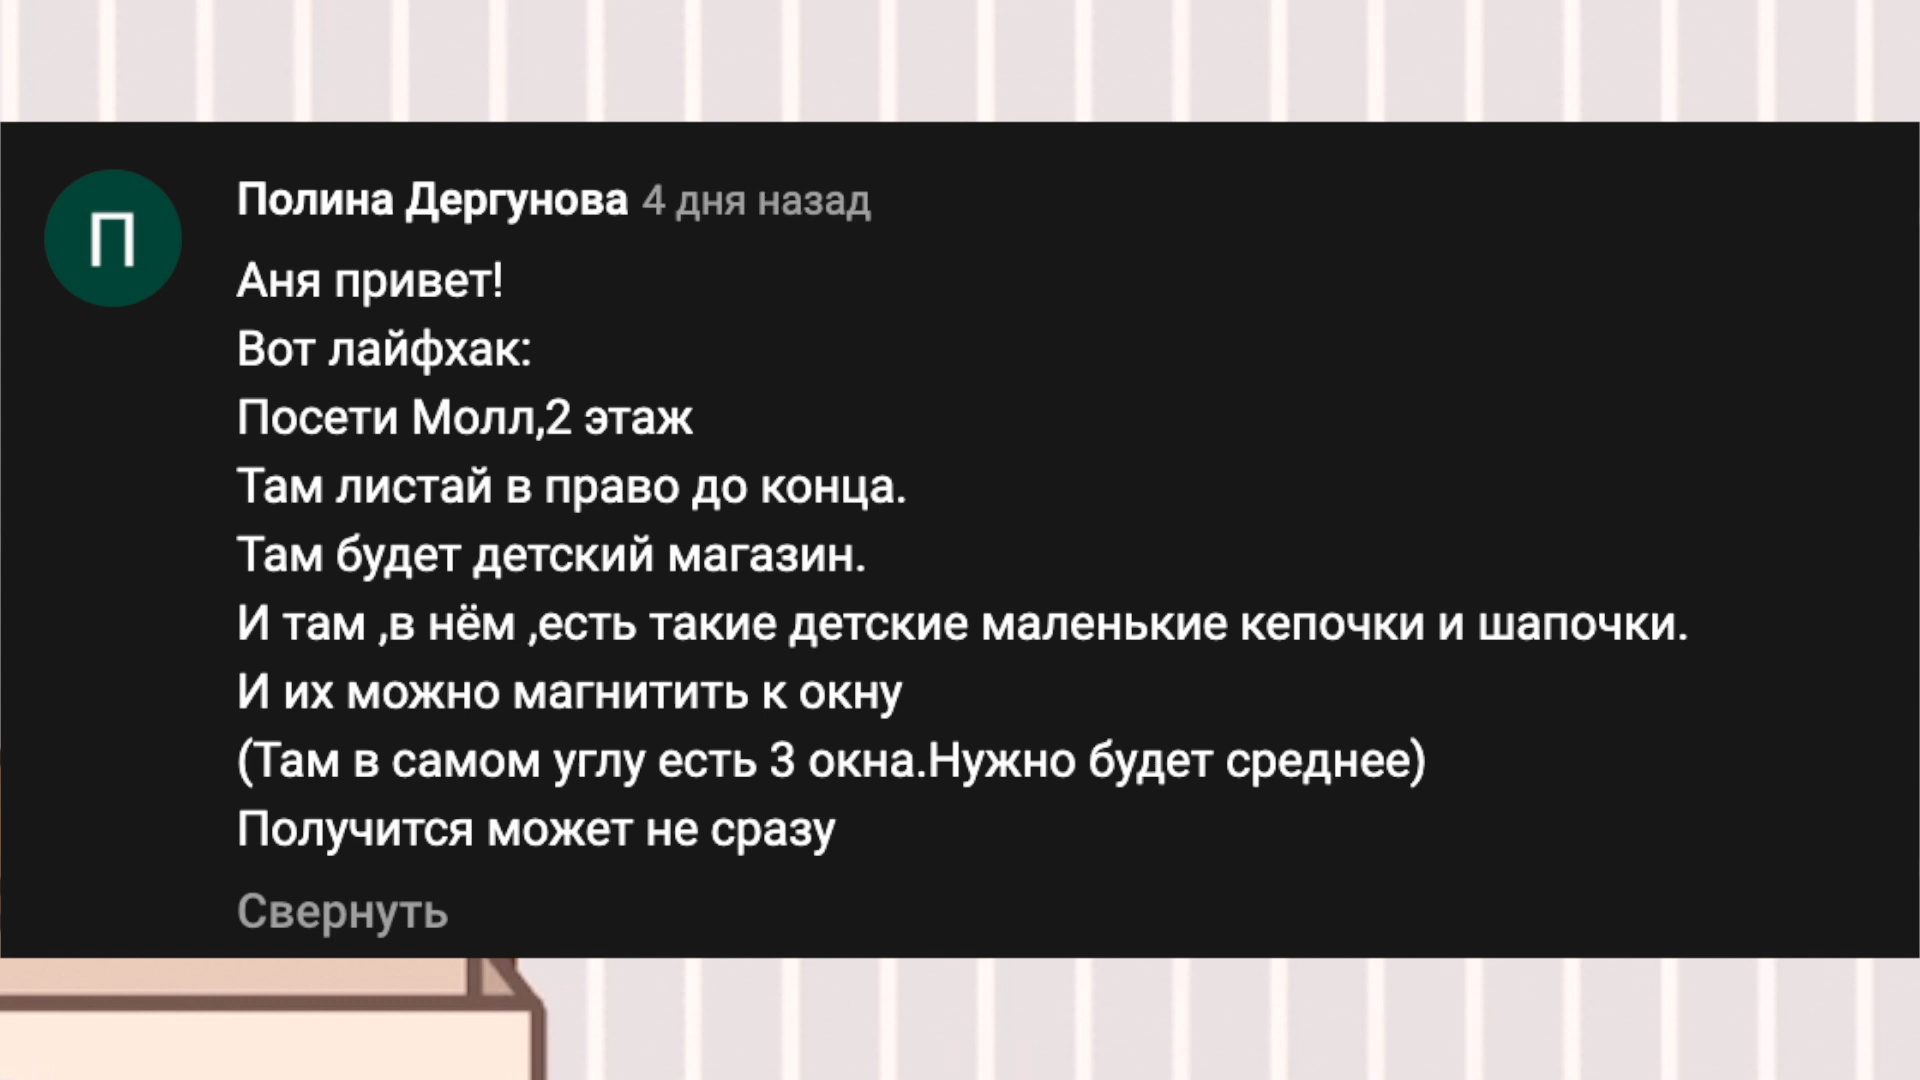 П
Полина Дергунова 4 дня назад
Аня привет!
Вот лайфхак:
Посети Молл,2 этаж
Там листай в право до конца.
Там будет детский магазин.
И там ,в нём ,есть такие детские маленькие кепочки и шапочки.
И их можно магнитить к окну
(Там в самом углу есть 3 окна.Нужно будет среднее)
Получится может не сразу
Свернуть